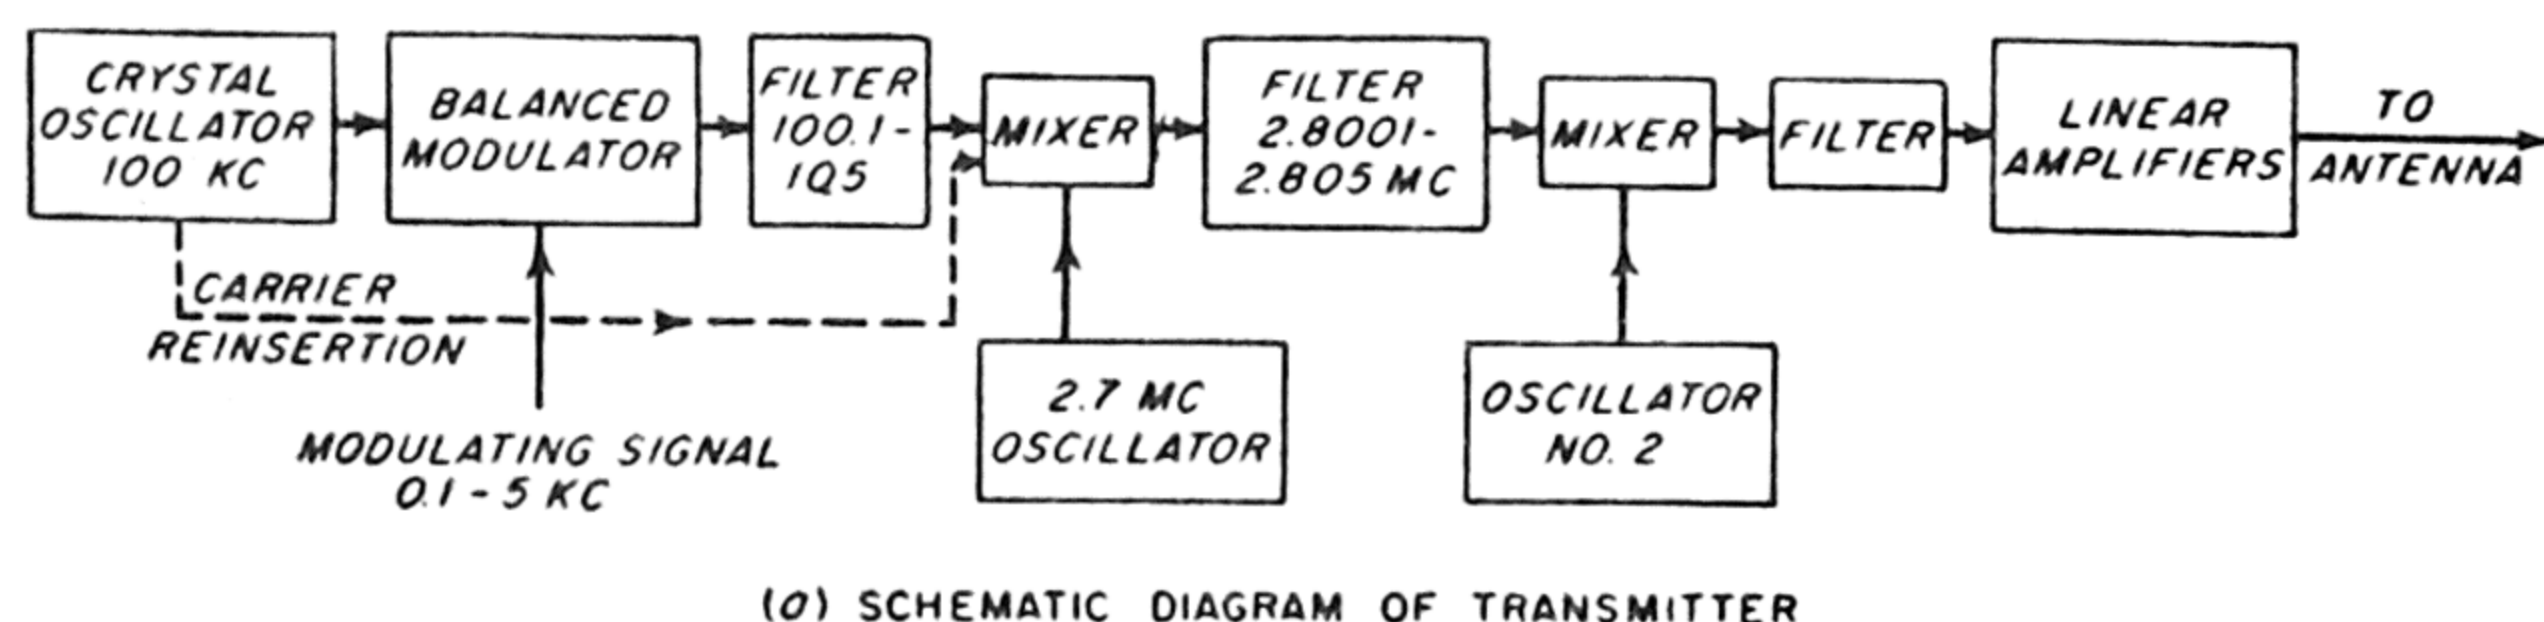 CRYSTAL
OSCILLATOR
100 KC
BALANCED
MODULATOR
FILTER
100.1-
105
MIXER
FILTER
2.8001-
2.805 MC
MIXER
FILTER
LINEAR
AMPLIFIERS
TO
ANTENNA
CARRIER
REINSERTION
MODULATING SIGNAL
0.1-5 KC
2.7 MC
OSCILLATOR
OSCILLATOR
NO. 2
(a) SCHEMATIC DIAGRAM OF TRANSMITTER